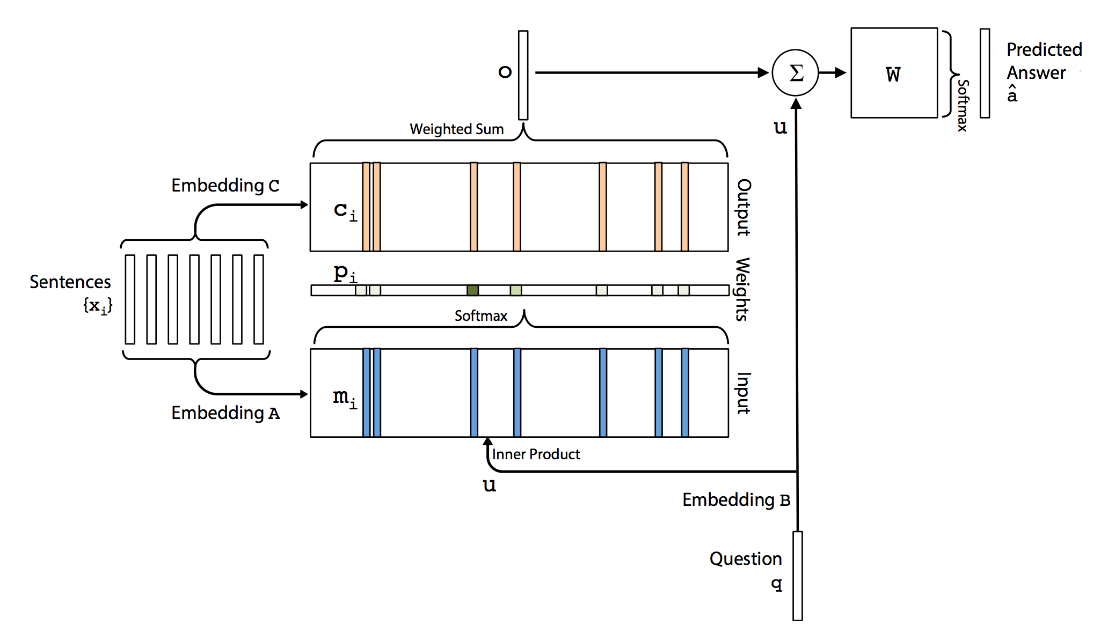 o
Σ
W
Softmax
Predicted
Answer
â
u
Weighted Sum
Embedding C
c_i
Output
Sentences
{x_i}
p_i
Weights
Softmax
m_i
Input
Embedding A
Inner Product
u
Embedding B
Question
q